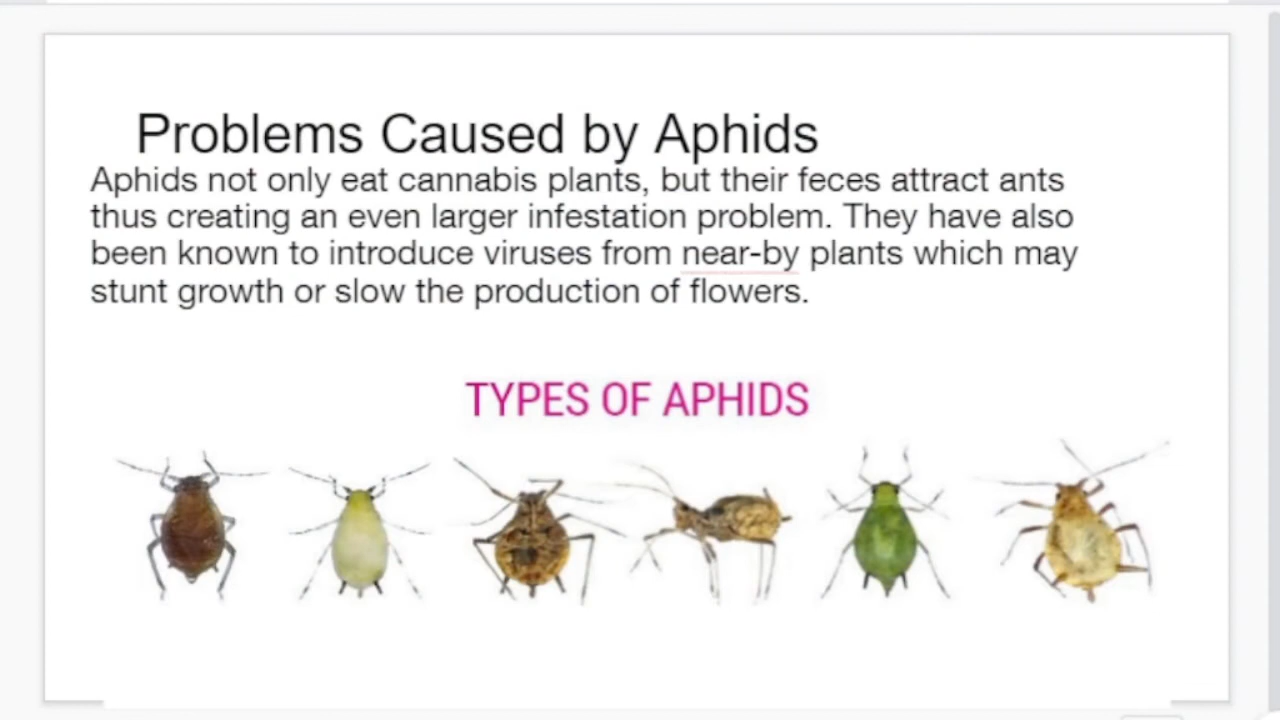 Problems Caused by Aphids
Aphids not only eat cannabis plants, but their feces attract ants
thus creating an even larger infestation problem. They have also
been known to introduce viruses from near-by plants which may
stunt growth or slow the production of flowers.
TYPES OF APHIDS